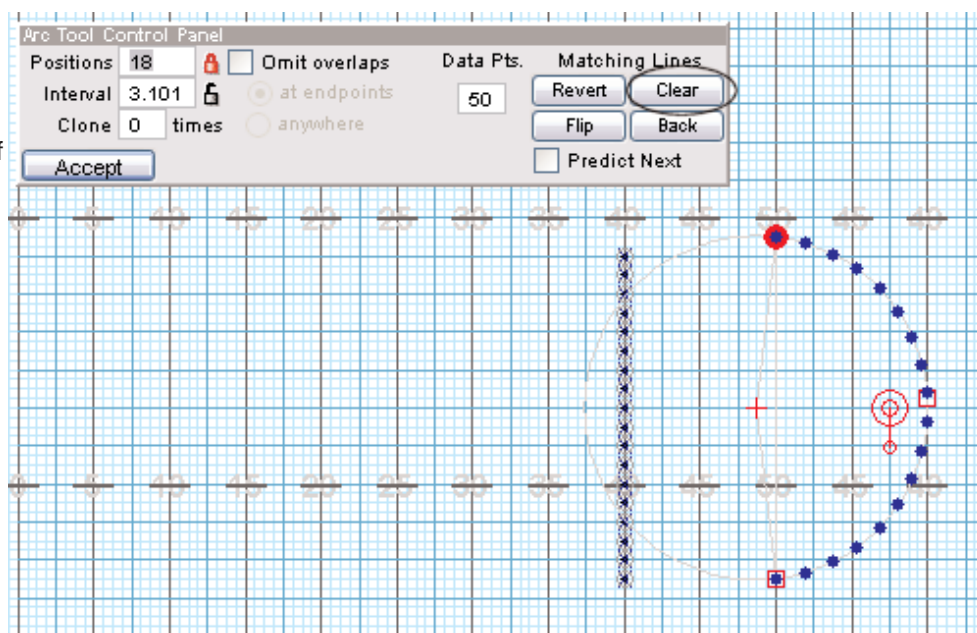 Arc Tool Control Panel
Positions 18 Omit overlaps Data Pts. Matching Lines
Interval 3.101 at endpoints 50 Revert Clear
Clone 0 times anywhere Flip Back
f
Accept Predict Next
0 5 10 15 20 25 30 35 40 45 50 45 40
0 5 10 15 20 25 30 35 40 45 50 45 40